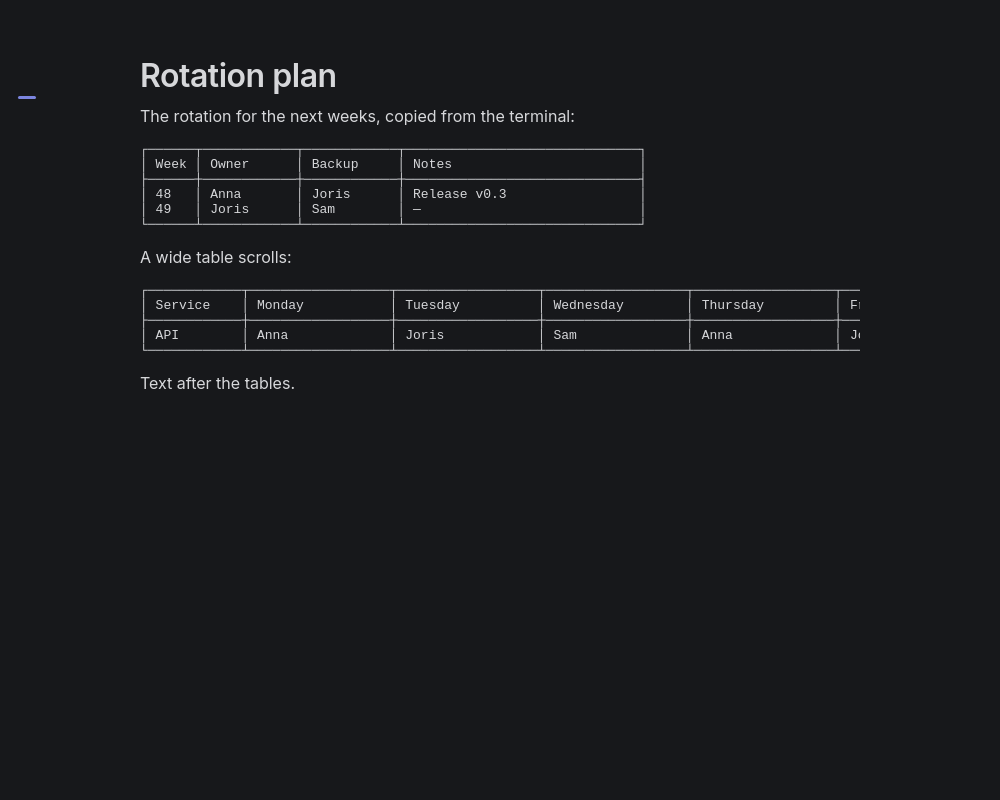 Rotation plan
The rotation for the next weeks, copied from the terminal:
Week Owner Backup Notes
48 Anna Joris Release v0.3
49 Joris Sam —
A wide table scrolls:
Service Monday Tuesday Wednesday Thursday
API Anna Joris Sam Anna
Text after the tables.